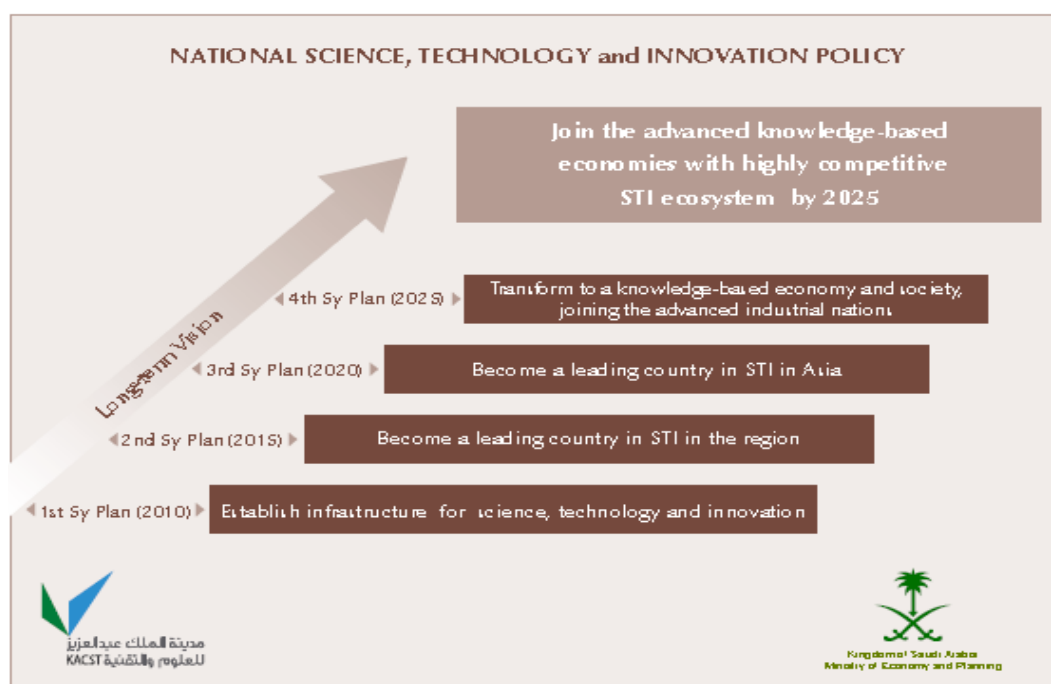 NATIONAL SCIENCE, TECHNOLOGY and INNOVATION POLICY
Join the advanced knowledge-based
economies with highly competitive
STI ecosystem by 2025
4th 5y Plan (2025)
Transform to a knowledge-based economy and society,
joining the advanced industrial nations
3rd 5y Plan (2020)
Become a leading country in STI in Asia
Long-term Vision
2nd 5y Plan (2015)
Become a leading country in STI in the region
1st 5y Plan (2010)
Establish infrastructure for science, technology and innovation
مدينة الملك عبدالعزيز
للعلوم والتقنية KACST
Kingdom of Saudi Arabia
Ministry of Economy and Planning